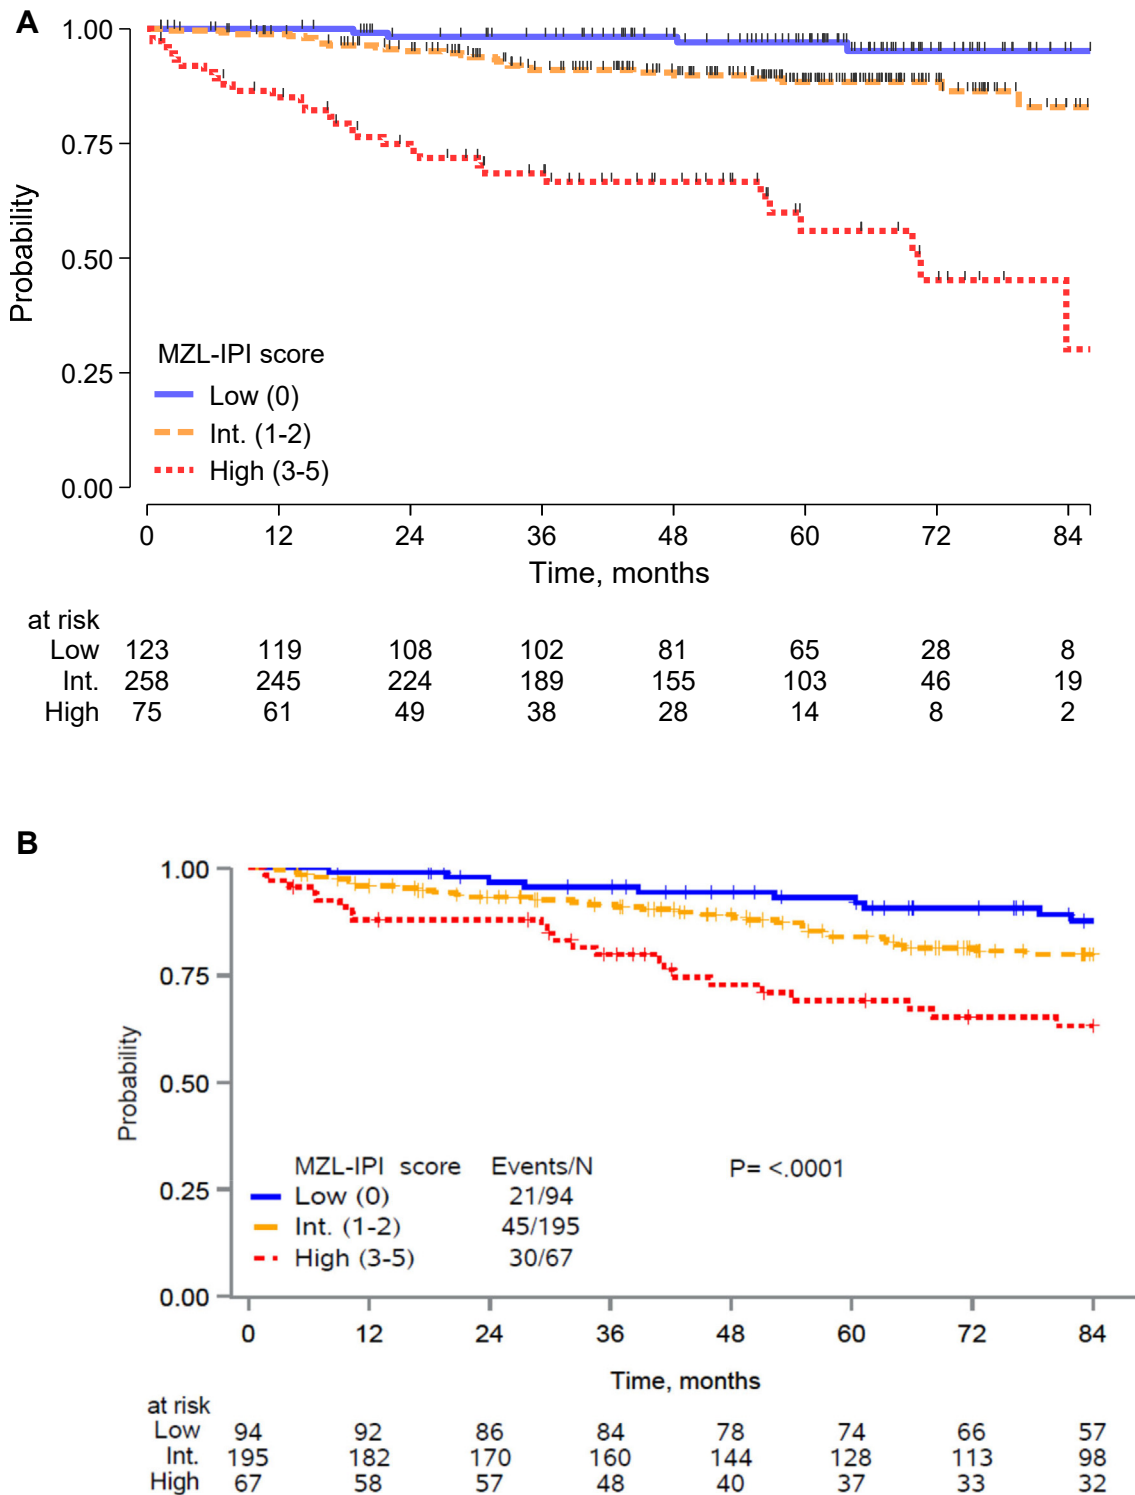 A
1.00
0.75
0.50
0.25
0.00
Probability
MZL-IPI score
Low (0)
Int. (1-2)
High (3-5)
0 12 24 36 48 60 72 84
Time, months
at risk
Low 123 119 108 102 81 65 28 8
Int. 258 245 224 189 155 103 46 19
High 75 61 49 38 28 14 8 2
B
1.00
0.75
0.50
0.25
0.00
Probability
MZL-IPI score Events/N
P= <.0001
Low (0) 21/94
Int. (1-2) 45/195
High (3-5) 30/67
0 12 24 36 48 60 72 84
Time, months
at risk
Low 94 92 86 84 78 74 66 57
Int. 195 182 170 160 144 128 113 98
High 67 58 57 48 40 37 33 32